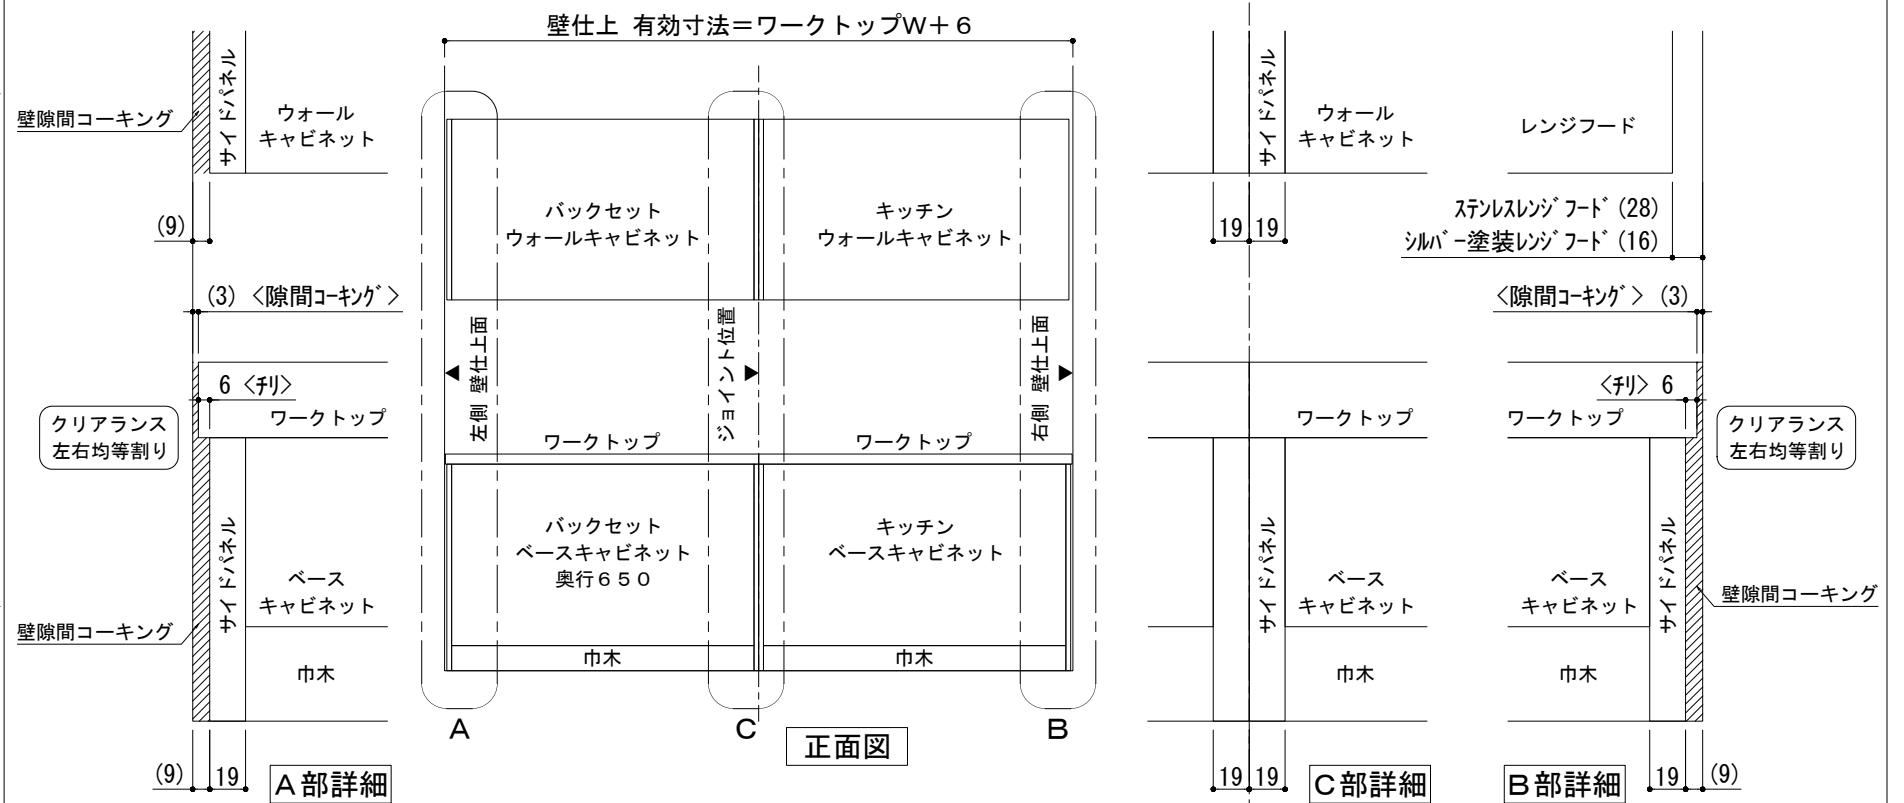 壁仕上 有効寸法＝ワークトップW＋6
壁隙間コーキング
サイドパネル
ウォール
キャビネット
(9)
(3) <隙間ｺｰｷﾝｸﾞ>
6 <ﾁﾘ>
ワークトップ
クリアランス
左右均等割り
サイドパネル
ベース
キャビネット
壁隙間コーキング
巾木
(9)
19
A部詳細
バックセット
ウォールキャビネット
キッチン
ウォールキャビネット
左側 壁仕上面
ジョイント位置
右側 壁仕上面
ワークトップ
ワークトップ
バックセット
ベースキャビネット
奥行650
キッチン
ベースキャビネット
巾木
巾木
A
C
B
正面図
サイドパネル
ウォール
キャビネット
19
19
ワークトップ
サイドパネル
ベース
キャビネット
巾木
19
19
C部詳細
レンジフード
ｽﾃﾝﾚｽﾚﾝｼﾞﾌｰﾄﾞ(28)
ｼﾙﾊﾞｰ塗装ﾚﾝｼﾞﾌｰﾄﾞ(16)
<隙間ｺｰｷﾝｸﾞ> (3)
<ﾁﾘ> 6
ワークトップ
クリアランス
左右均等割り
サイドパネル
ベース
キャビネット
壁隙間コーキング
巾木
B部詳細
19
(9)